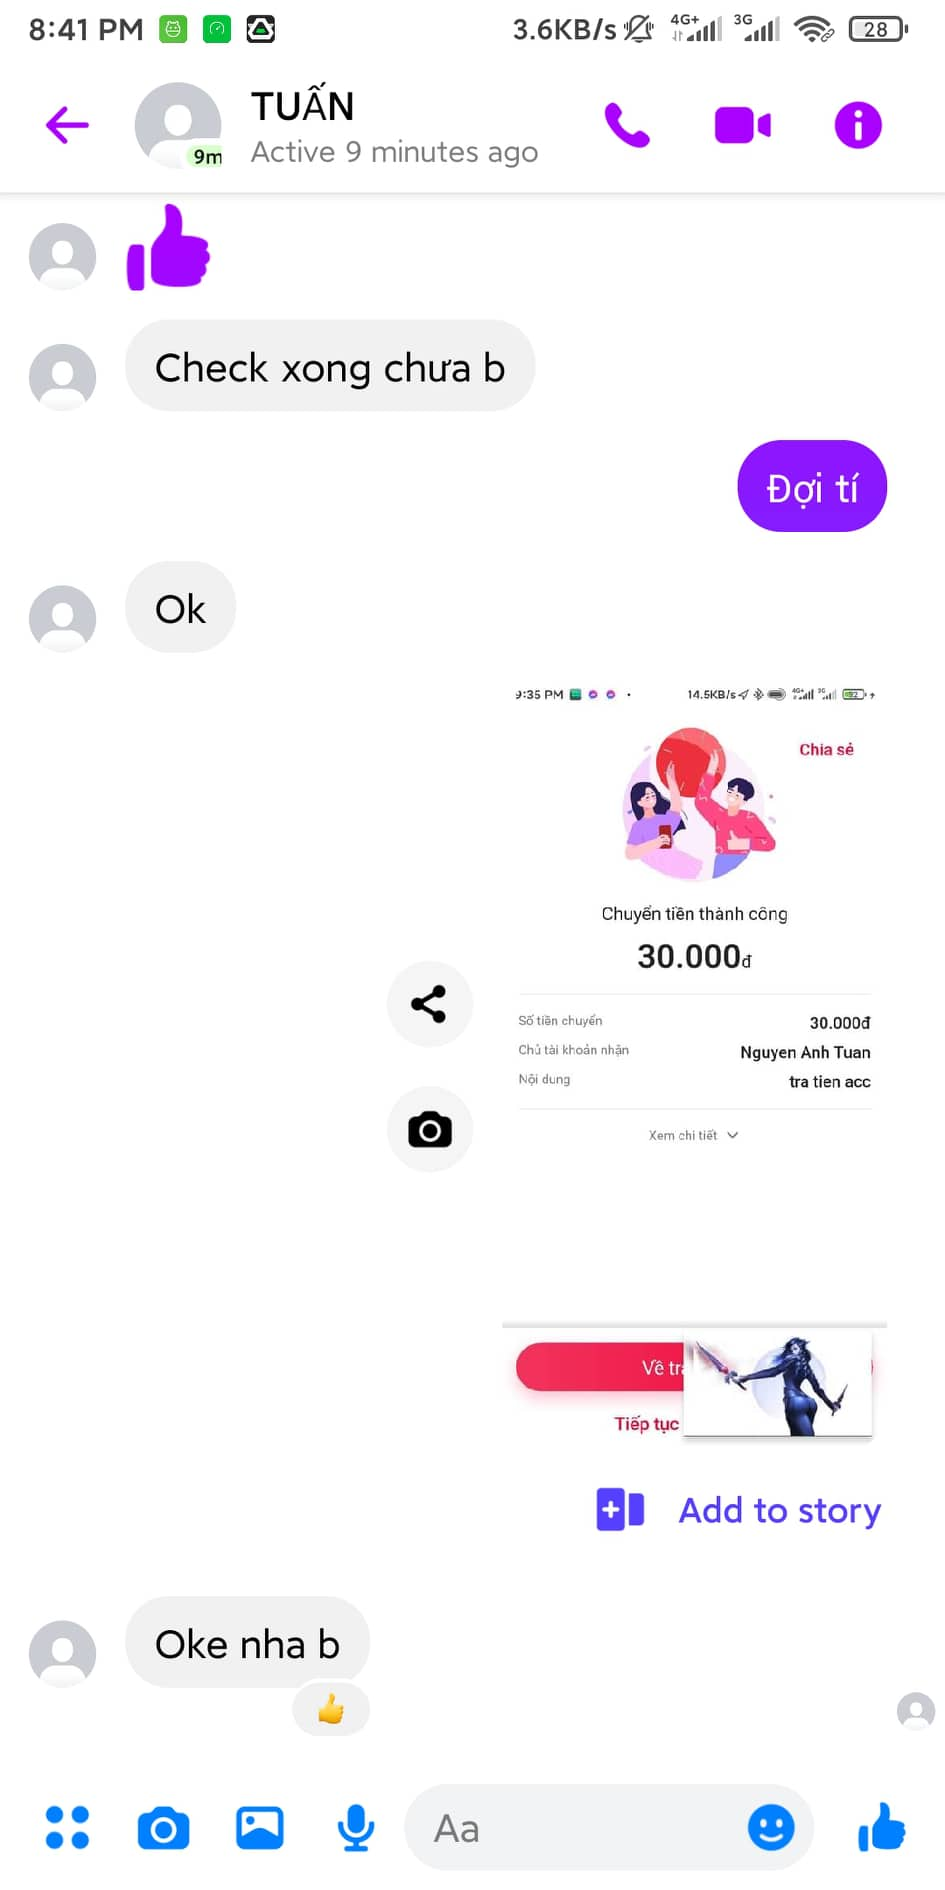 8:41 PM 3.6KB/s 4G+ 3G 28
TUẤN
Active 9 minutes ago
9m
Check xong chưa b
Đợi tí
Ok
9:35 PM 14.5KB/s 4G+ 3G 92
Chia sẻ
Chuyển tiền thành công
30.000đ
Số tiền chuyển 30.000đ
Chủ tài khoản nhận Nguyen Anh Tuan
Nội dung tra tien acc
Xem chi tiết
Về tr
Tiếp tục
Add to story
Oke nha b
Aa